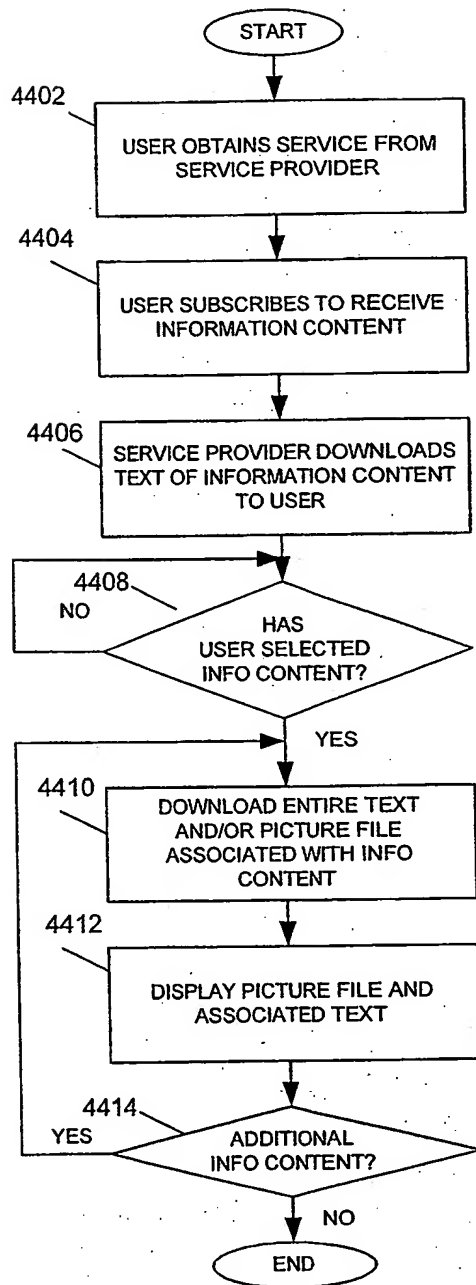 START
4402
USER OBTAINS SERVICE FROM
SERVICE PROVIDER
4404
USER SUBSCRIBES TO RECEIVE
INFORMATION CONTENT
4406
SERVICE PROVIDER DOWNLOADS
TEXT OF INFORMATION CONTENT
TO USER
4408
NO
HAS
USER SELECTED
INFO CONTENT?
YES
4410
DOWNLOAD ENTIRE TEXT
AND/OR PICTURE FILE
ASSOCIATED WITH INFO
CONTENT
4412
DISPLAY PICTURE FILE AND
ASSOCIATED TEXT
4414
YES
ADDITIONAL
INFO CONTENT?
NO
END